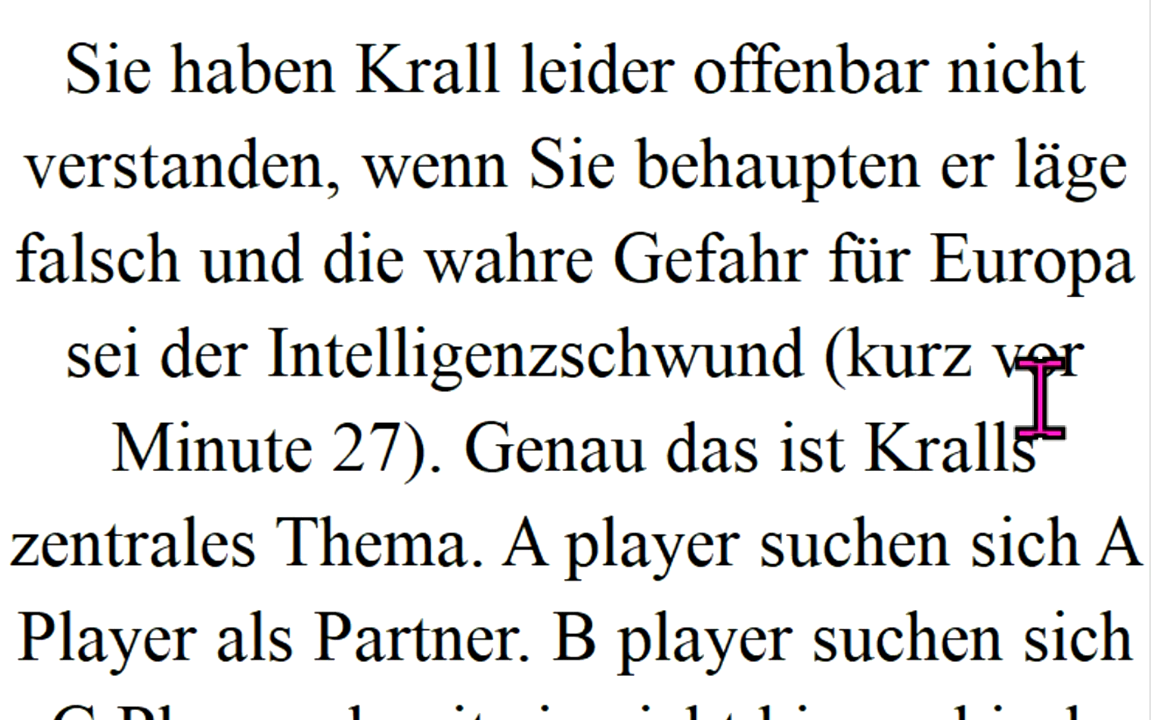 Sie haben Krall leider offenbar nicht
verstanden, wenn Sie behaupten er läge
falsch und die wahre Gefahr für Europa
sei der Intelligenzschwund (kurz vor
Minute 27). Genau das ist Kralls
zentrales Thema. A player suchen sich A
Player als Partner. B player suchen sich